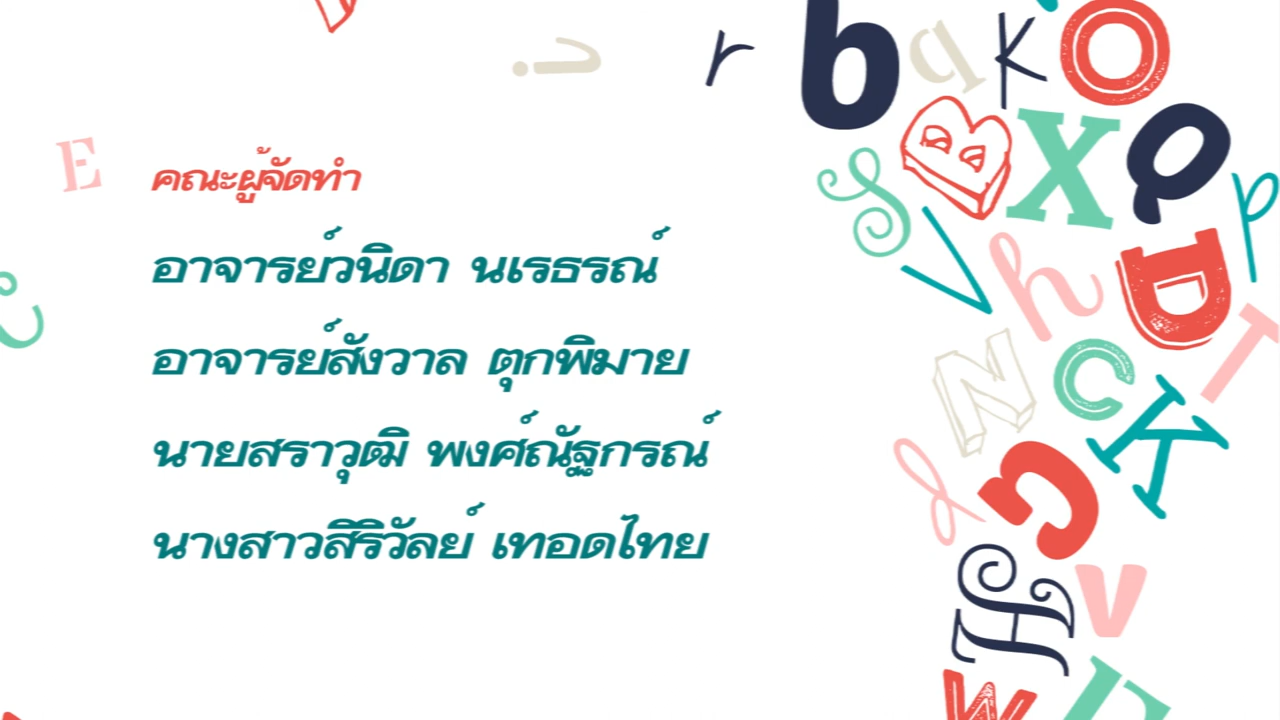 คณะผู้จัดทำ
อาจารย์วนิดา นเรธรณ์
อาจารย์สังวาล ตุกพิมาย
นายสราวุฒิ พงศ์ณัฐกรณ์
นางสาวสิริวัลย์ เทอดไทย